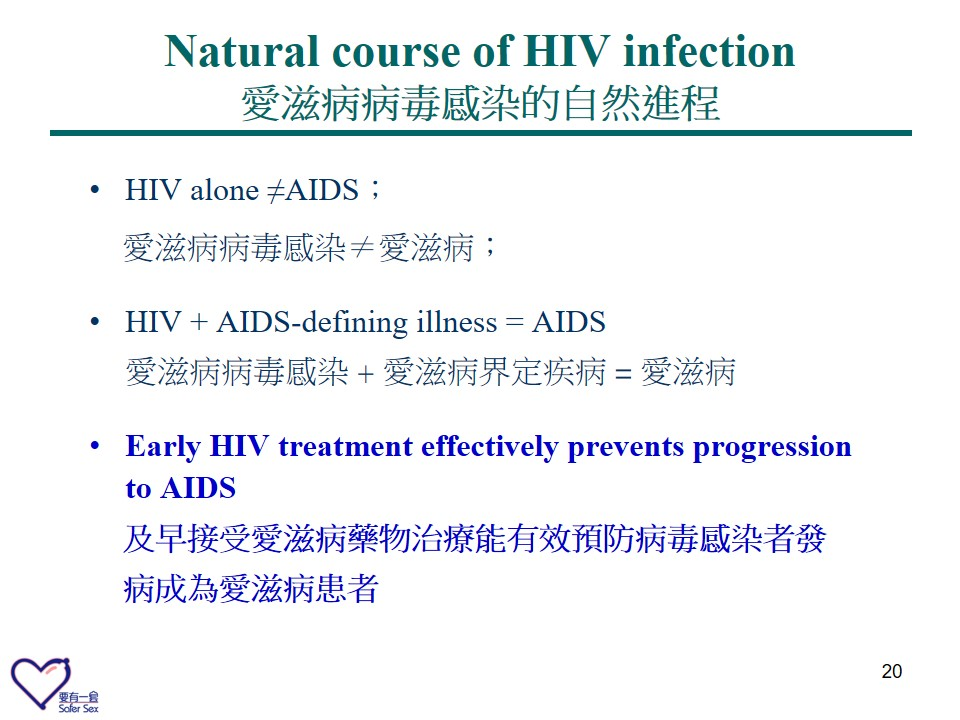 Natural course of HIV infection
愛滋病病毒感染的自然進程
• HIV alone ≠AIDS；
愛滋病病毒感染≠愛滋病；
• HIV + AIDS-defining illness = AIDS
愛滋病病毒感染 + 愛滋病界定疾病 = 愛滋病
• Early HIV treatment effectively prevents progression
to AIDS
及早接受愛滋病藥物治療能有效預防病毒感染者發
病成為愛滋病患者
要有一套
Safer Sex
20